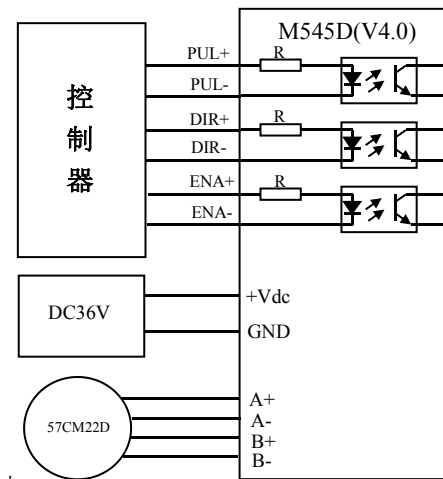 M545D(V4.0)
控
制
器
PUL+
R
PUL-
DIR+
R
DIR-
ENA+
R
ENA-
DC36V
+Vdc
GND
57CM22D
A+
A-
B+
B-